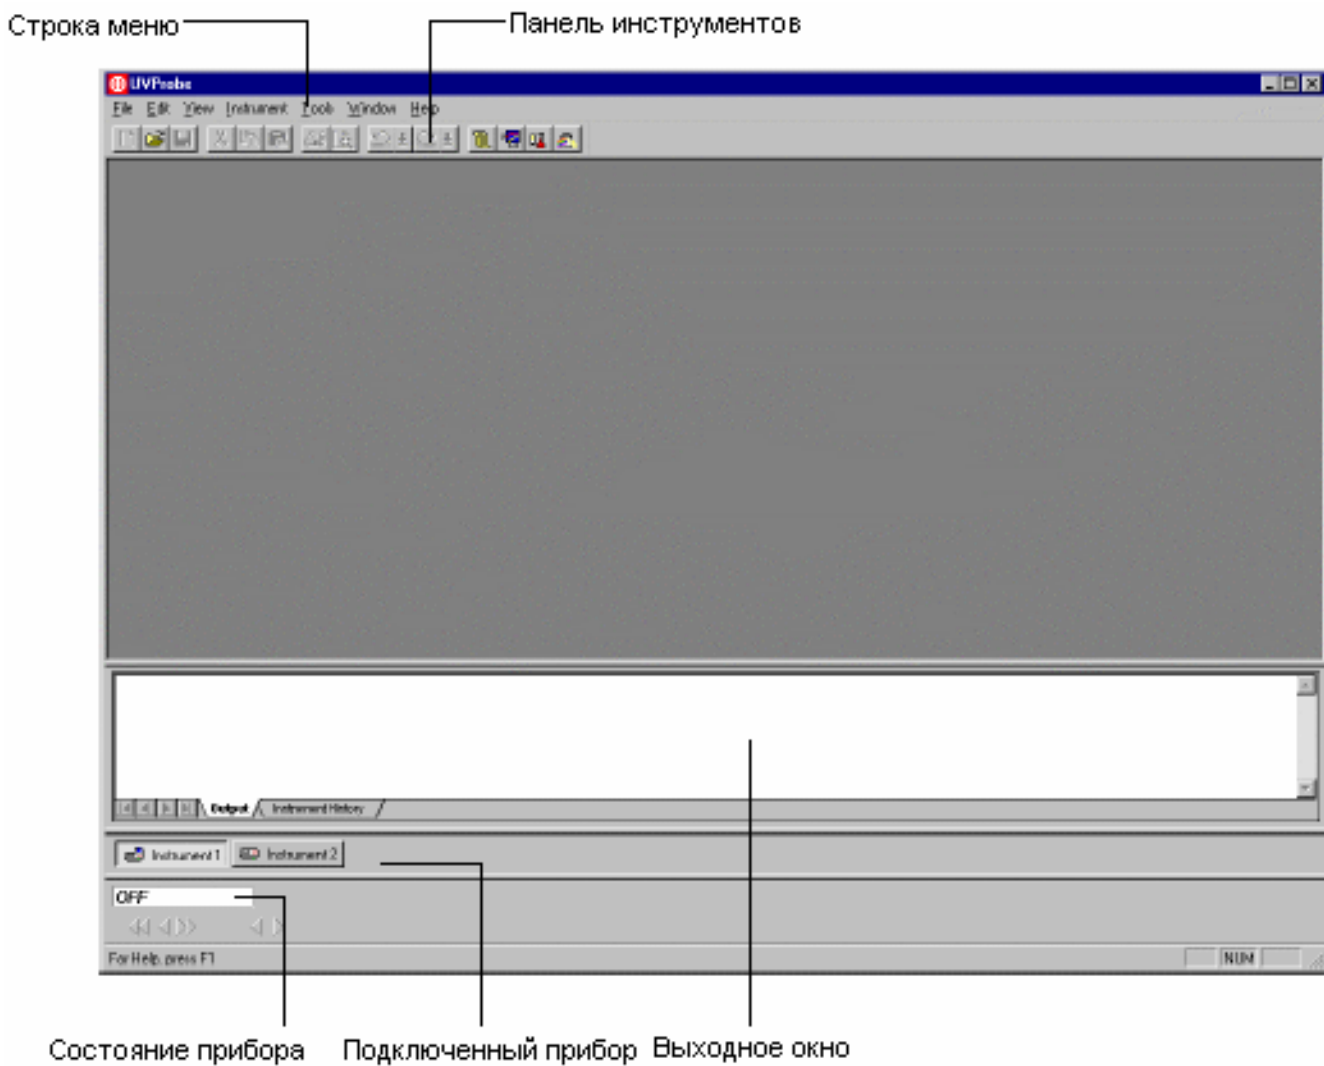 Строка меню
Панель инструментов
UVProbe
File Edit View Instrument Tools Window Help
Output Instrument History
Instrument 1 Instrument 2
OFF
For Help, press F1 NUM
Состояние прибора Подключенный прибор Выходное окно